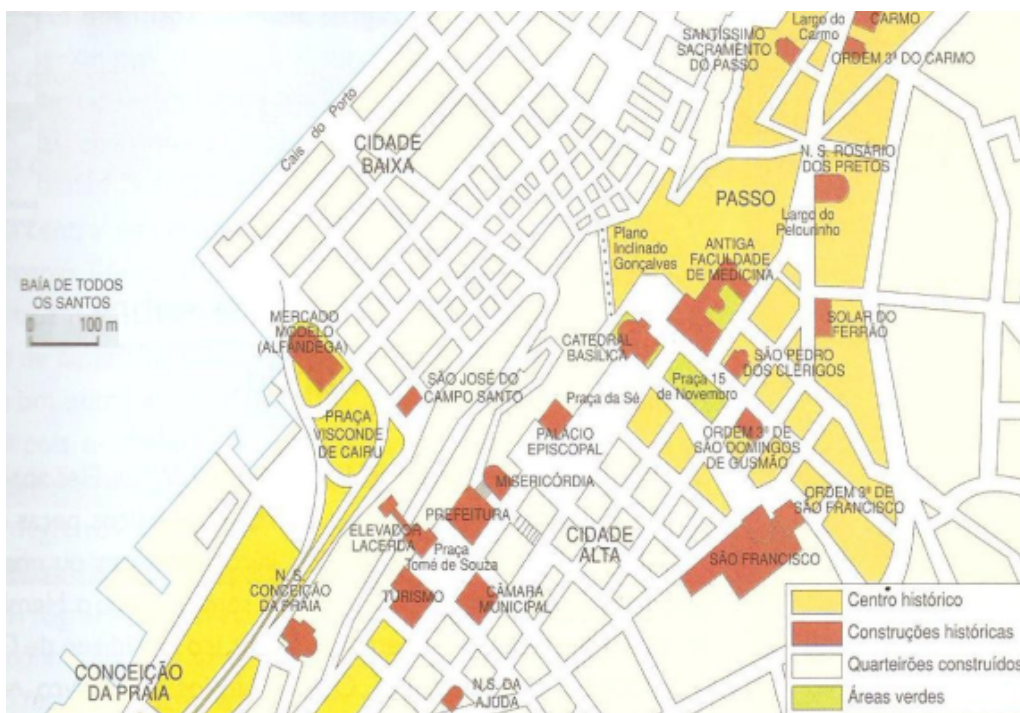 SANTÍSSIMO
SACRAMENTO
DO PASSO
Largo do
Carmo
CARMO
ORDEM 3ª DO CARMO
Cais do Porto
CIDADE
BAIXA
N. S. ROSÁRIO
DOS PRETOS
PASSO
Largo do
Pelourinho
Plano
Inclinado
Gonçalves
ANTIGA
FACULDADE
DE MEDICINA
BAÍA DE TODOS
OS SANTOS
0 100 m
MERCADO
MODELO
(ALFÂNDEGA)
CATEDRAL
BASÍLICA
SOLAR DO
FERRÃO
SÃO PEDRO
DOS CLÉRIGOS
SÃO JOSÉ DO
CAMPO SANTO
Praça da Sé
Praça 15
de Novembro
PRAÇA
VISCONDE
DE CAIRU
PALÁCIO
EPISCOPAL
ORDEM 3ª DE
SÃO DOMINGOS
DE GUSMÃO
MISERICÓRDIA
ORDEM 3ª DE
SÃO FRANCISCO
PREFEITURA
ELEVADOR
LACERDA
Praça
Tomé de Souza
CIDADE
ALTA
SÃO FRANCISCO
N. S.
CONCEIÇÃO
DA PRAIA
TURISMO
CÂMARA
MUNICIPAL
CONCEIÇÃO
DA PRAIA
N.S. DA
AJUDA
Centro histórico
Construções históricas
Quarteirões construídos
Áreas verdes